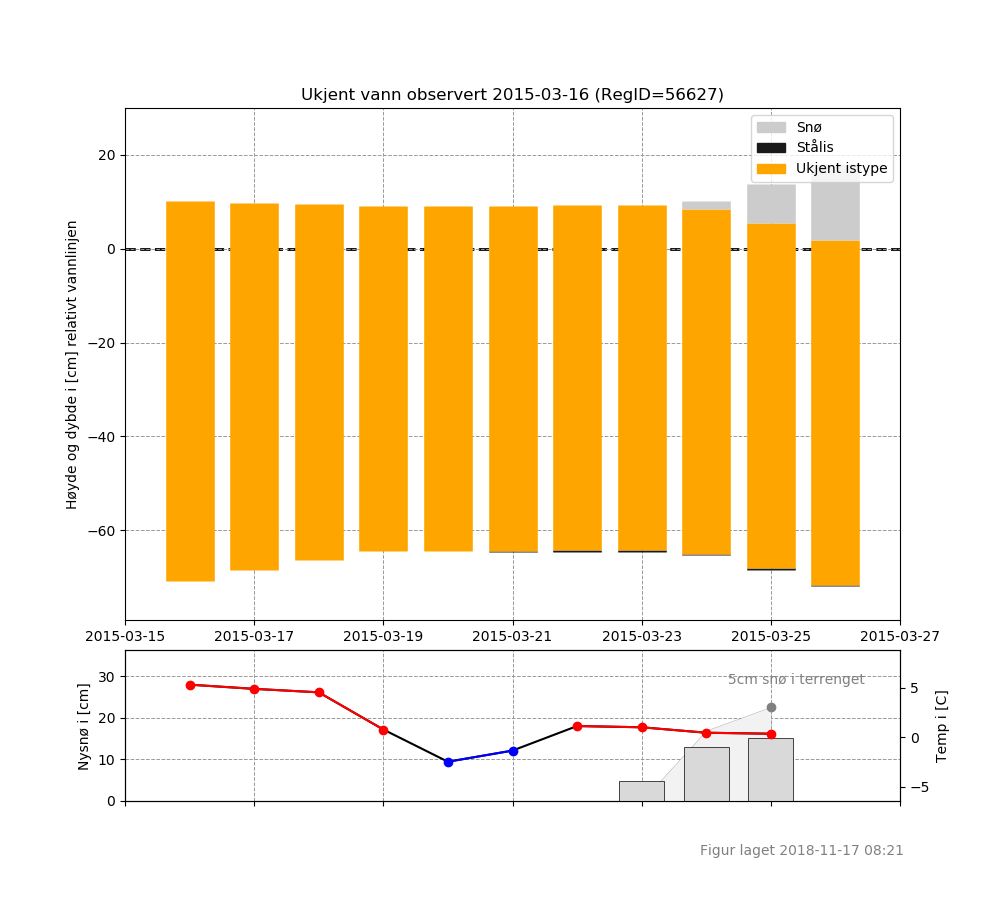 Ukjent vann observert 2015-03-16 (RegID=56627)
Snø
Stålis
Ukjent istype
Høyde og dybde i [cm] relativt vannlinjen
20
0
−20
−40
−60
2015-03-15 2015-03-17 2015-03-19 2015-03-21 2015-03-23 2015-03-25 2015-03-27
Nysnø i [cm]
30
20
10
0
5cm snø i terrenget
5
0
−5
Temp i [C]
Figur laget 2018-11-17 08:21